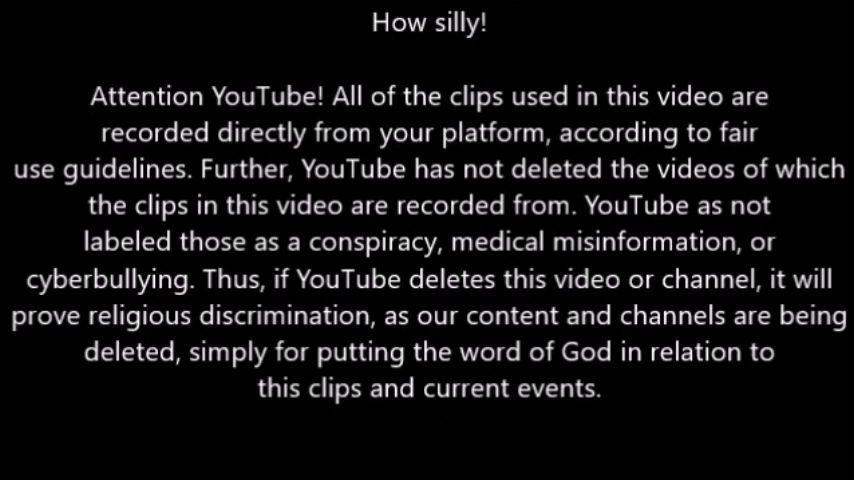 How silly!
Attention YouTube! All of the clips used in this video are
recorded directly from your platform, according to fair
use guidelines. Further, YouTube has not deleted the videos of which
the clips in this video are recorded from. YouTube as not
labeled those as a conspiracy, medical misinformation, or
cyberbullying. Thus, if YouTube deletes this video or channel, it will
prove religious discrimination, as our content and channels are being
deleted, simply for putting the word of God in relation to
this clips and current events.